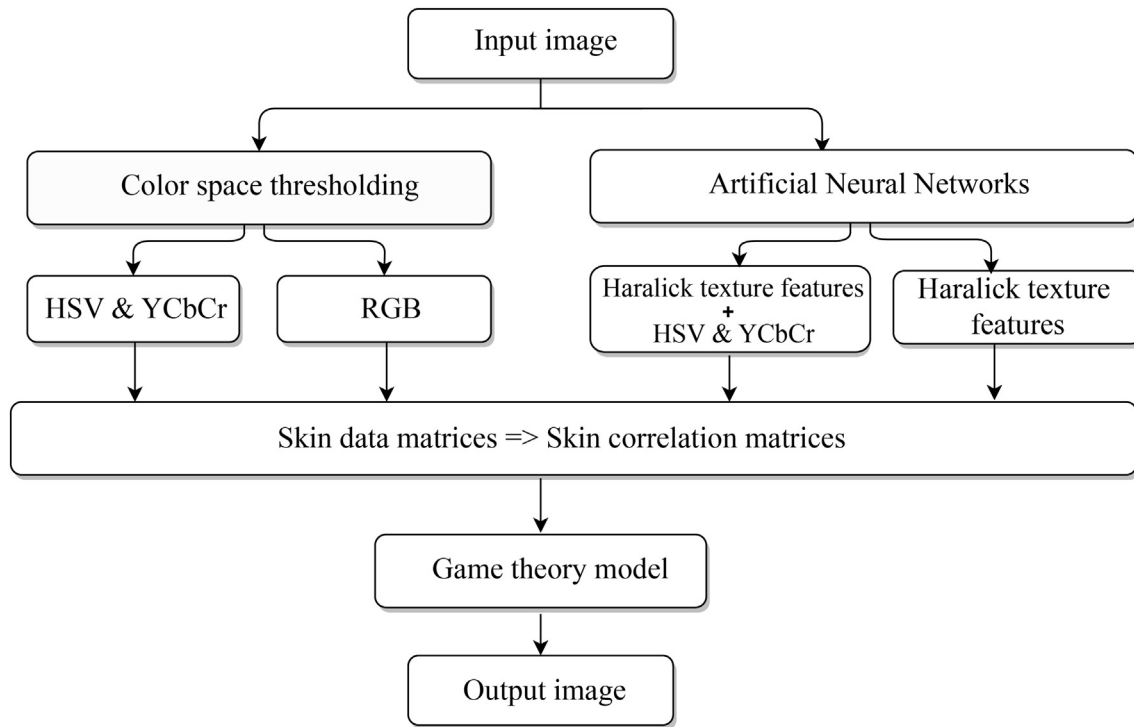 Input image
Color space thresholding
Artificial Neural Networks
HSV & YCbCr
RGB
Haralick texture features
+
HSV & YCbCr
Haralick texture
features
Skin data matrices => Skin correlation matrices
Game theory model
Output image